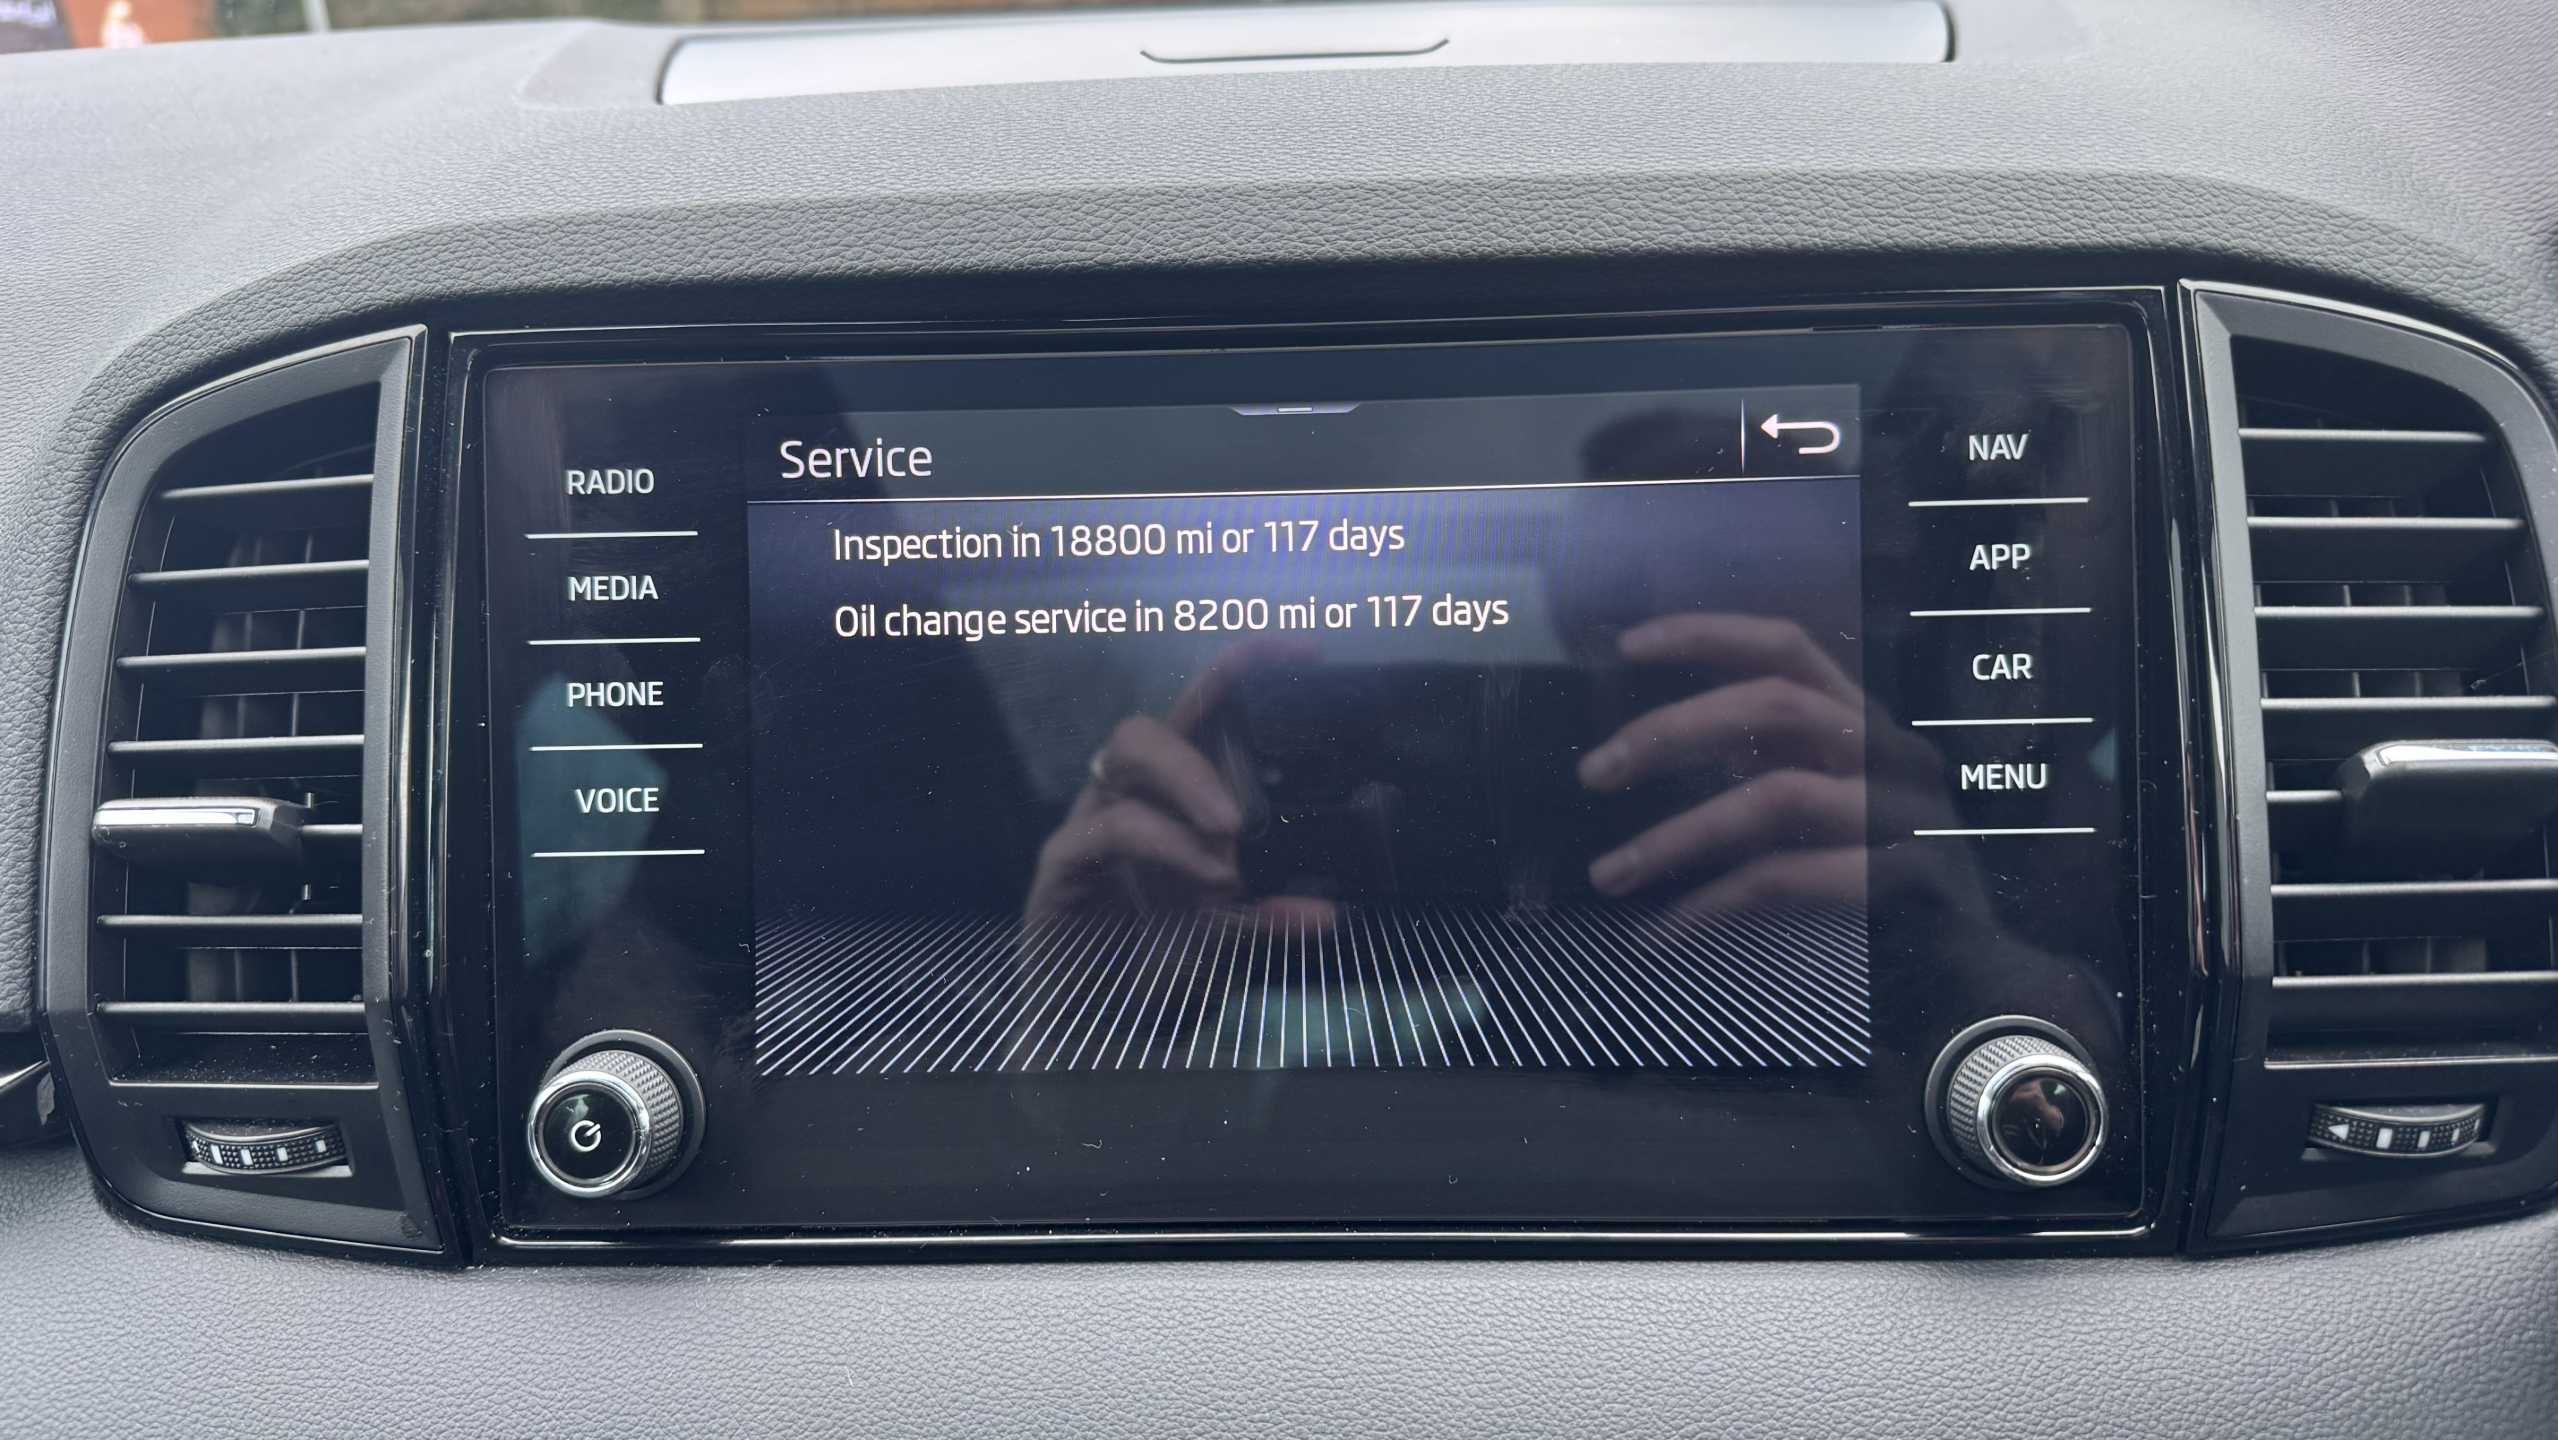 Service
Inspection in 18800 mi or 117 days
Oil change service in 8200 mi or 117 days
RADIO
MEDIA
PHONE
VOICE
NAV
APP
CAR
MENU